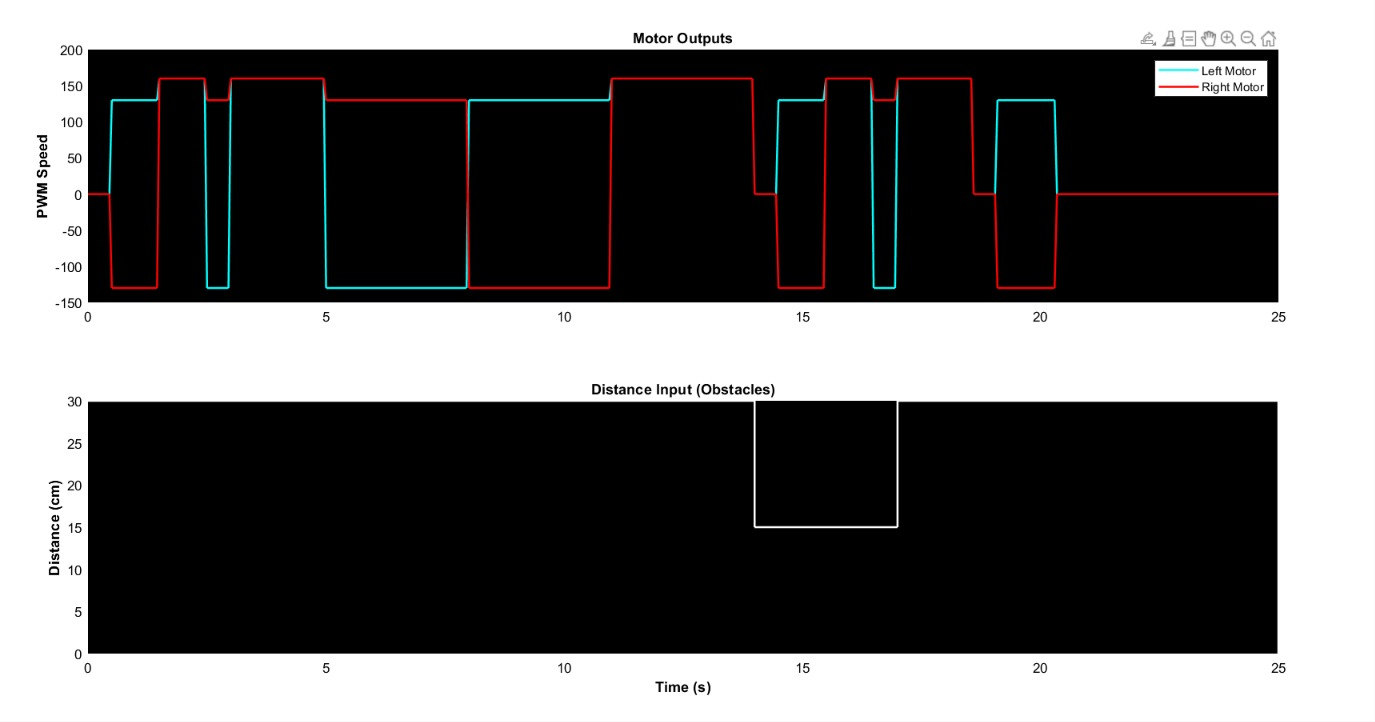 Motor Outputs
Left Motor
Right Motor
PWM Speed
200
150
100
50
0
-50
-100
-150
0 5 10 15 20 25
Distance Input (Obstacles)
Distance (cm)
30
25
20
15
10
5
0
0 5 10 15 20 25
Time (s)